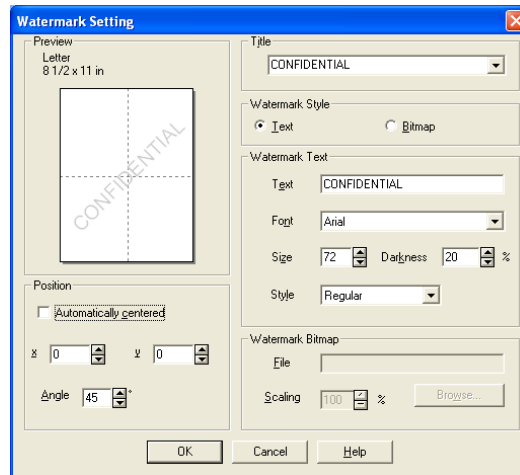 Watermark Setting
Preview
Letter
8 1/2 x 11 in
CONFIDENTIAL
Position
Automatically centered
x 0 y 0
Angle 45 °
Title
CONFIDENTIAL
Watermark Style
Text Bitmap
Watermark Text
Text CONFIDENTIAL
Font Arial
Size 72 Darkness 20 %
Style Regular
Watermark Bitmap
File
Scaling 100 % Browse...
OK Cancel Help